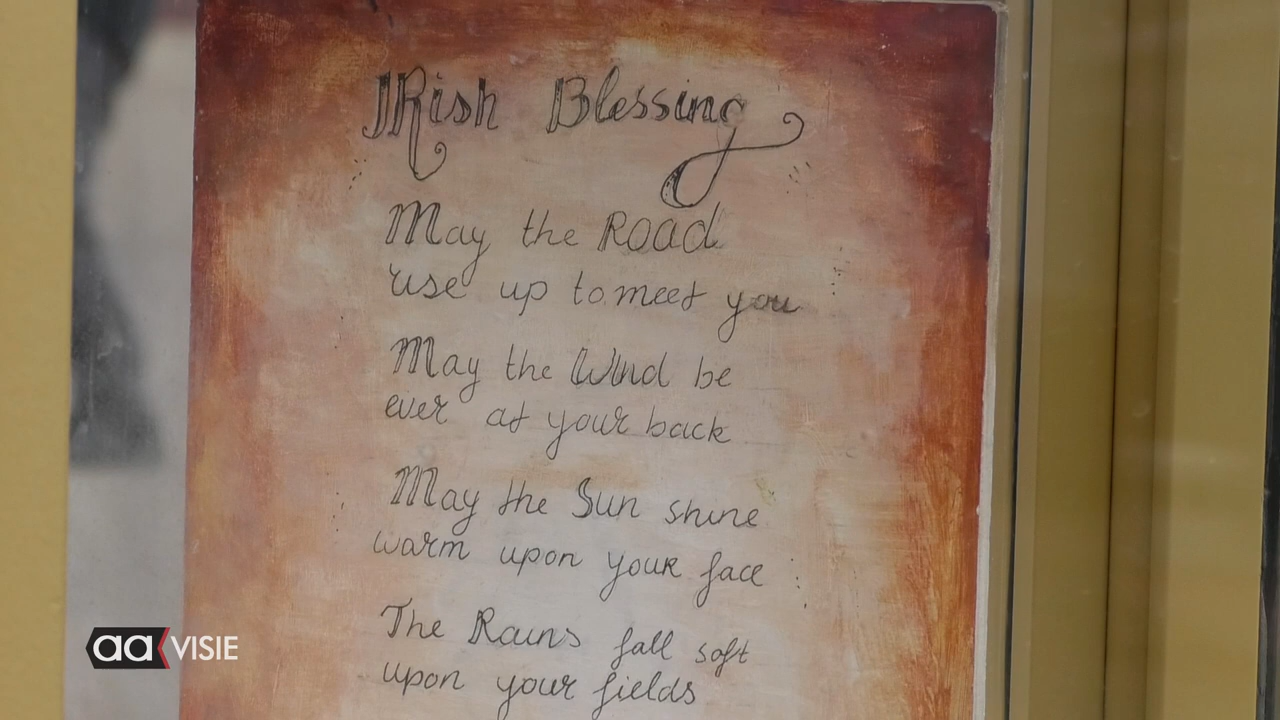 IRish Blessing
May the ROAD
rise up to meet you
May the Wind be
ever at your back
May the Sun shine
warm upon your face
The Rains fall soft
upon your fields
aa VISIE